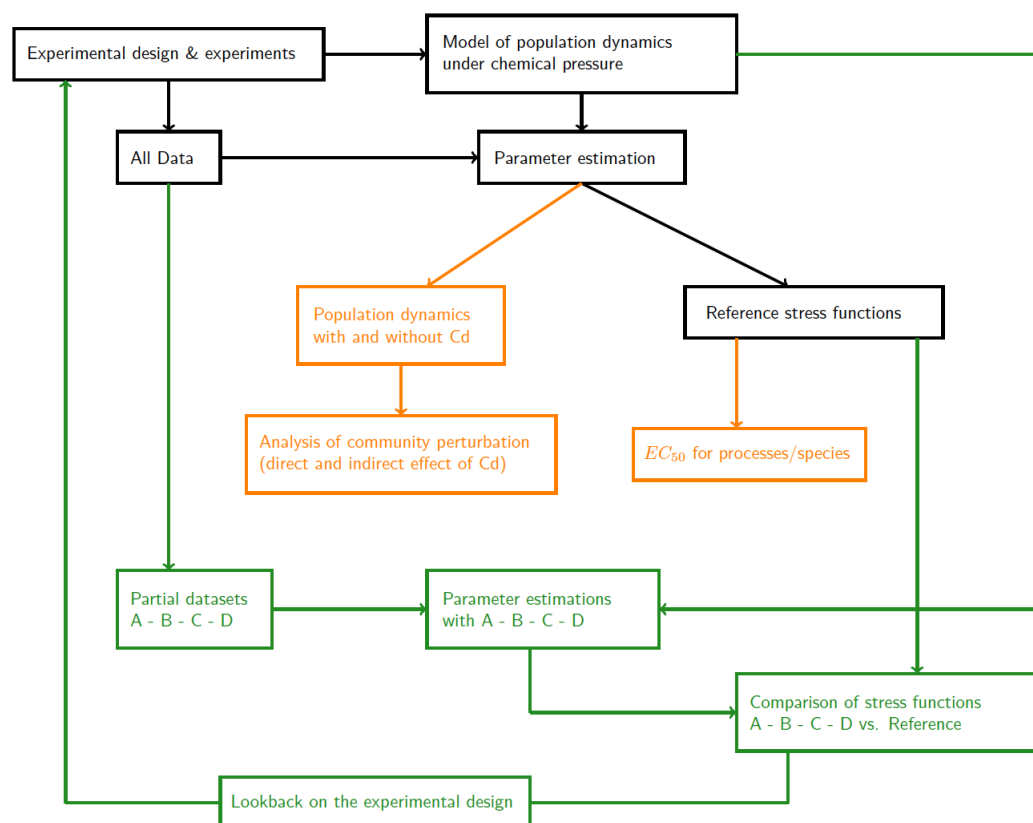 Experimental design & experiments
Model of population dynamics
under chemical pressure
All Data
Parameter estimation
Population dynamics
with and without Cd
Reference stress functions
Analysis of community perturbation
(direct and indirect effect of Cd)
EC50 for processes/species
Partial datasets
A - B - C - D
Parameter estimations
with A - B - C - D
Comparison of stress functions
A - B - C - D vs. Reference
Lookback on the experimental design